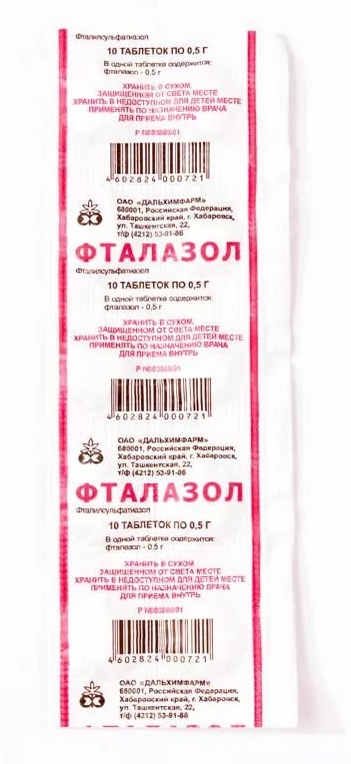 Фталилсульфатиазол
10 ТАБЛЕТОК ПО 0,5 Г
В одной таблетке содержится:
фталазол - 0,5 г
ХРАНИТЬ В СУХОМ,
ЗАЩИЩЕННОМ ОТ СВЕТА МЕСТЕ
ХРАНИТЬ В НЕДОСТУПНОМ ДЛЯ ДЕТЕЙ МЕСТЕ
ПРИМЕНЯТЬ ПО НАЗНАЧЕНИЮ ВРАЧА
ДЛЯ ПРИЕМА ВНУТРЬ
4 602824 000721
ОАО «ДАЛЬХИМФАРМ»
680001, Российская Федерация,
Хабаровский край, г. Хабаровск,
ул. Ташкентская, 22,
т/ф (4212) 53-91-86
ФТАЛАЗОЛ
Фталилсульфатиазол
10 ТАБЛЕТОК ПО 0,5 Г
В одной таблетке содержится:
фталазол - 0,5 г
ХРАНИТЬ В СУХОМ,
ЗАЩИЩЕННОМ ОТ СВЕТА МЕСТЕ
ХРАНИТЬ В НЕДОСТУПНОМ ДЛЯ ДЕТЕЙ МЕСТЕ
ПРИМЕНЯТЬ ПО НАЗНАЧЕНИЮ ВРАЧА
ДЛЯ ПРИЕМА ВНУТРЬ
4 602824 000721
ОАО «ДАЛЬХИМФАРМ»
680001, Российская Федерация,
Хабаровский край, г. Хабаровск,
ул. Ташкентская, 22,
т/ф (4212) 53-91-86
ФТАЛАЗОЛ
Фталилсульфатиазол
10 ТАБЛЕТОК ПО 0,5 Г
В одной таблетке содержится:
фталазол - 0,5 г
ХРАНИТЬ В СУХОМ,
ЗАЩИЩЕННОМ ОТ СВЕТА МЕСТЕ
ХРАНИТЬ В НЕДОСТУПНОМ ДЛЯ ДЕТЕЙ МЕСТЕ
ПРИМЕНЯТЬ ПО НАЗНАЧЕНИЮ ВРАЧА
ДЛЯ ПРИЕМА ВНУТРЬ
4 602824 000721
ОАО «ДАЛЬХИМФАРМ»
680001, Российская Федерация,
Хабаровский край, г. Хабаровск,
ул. Ташкентская, 22,
т/ф (4212) 53-91-86